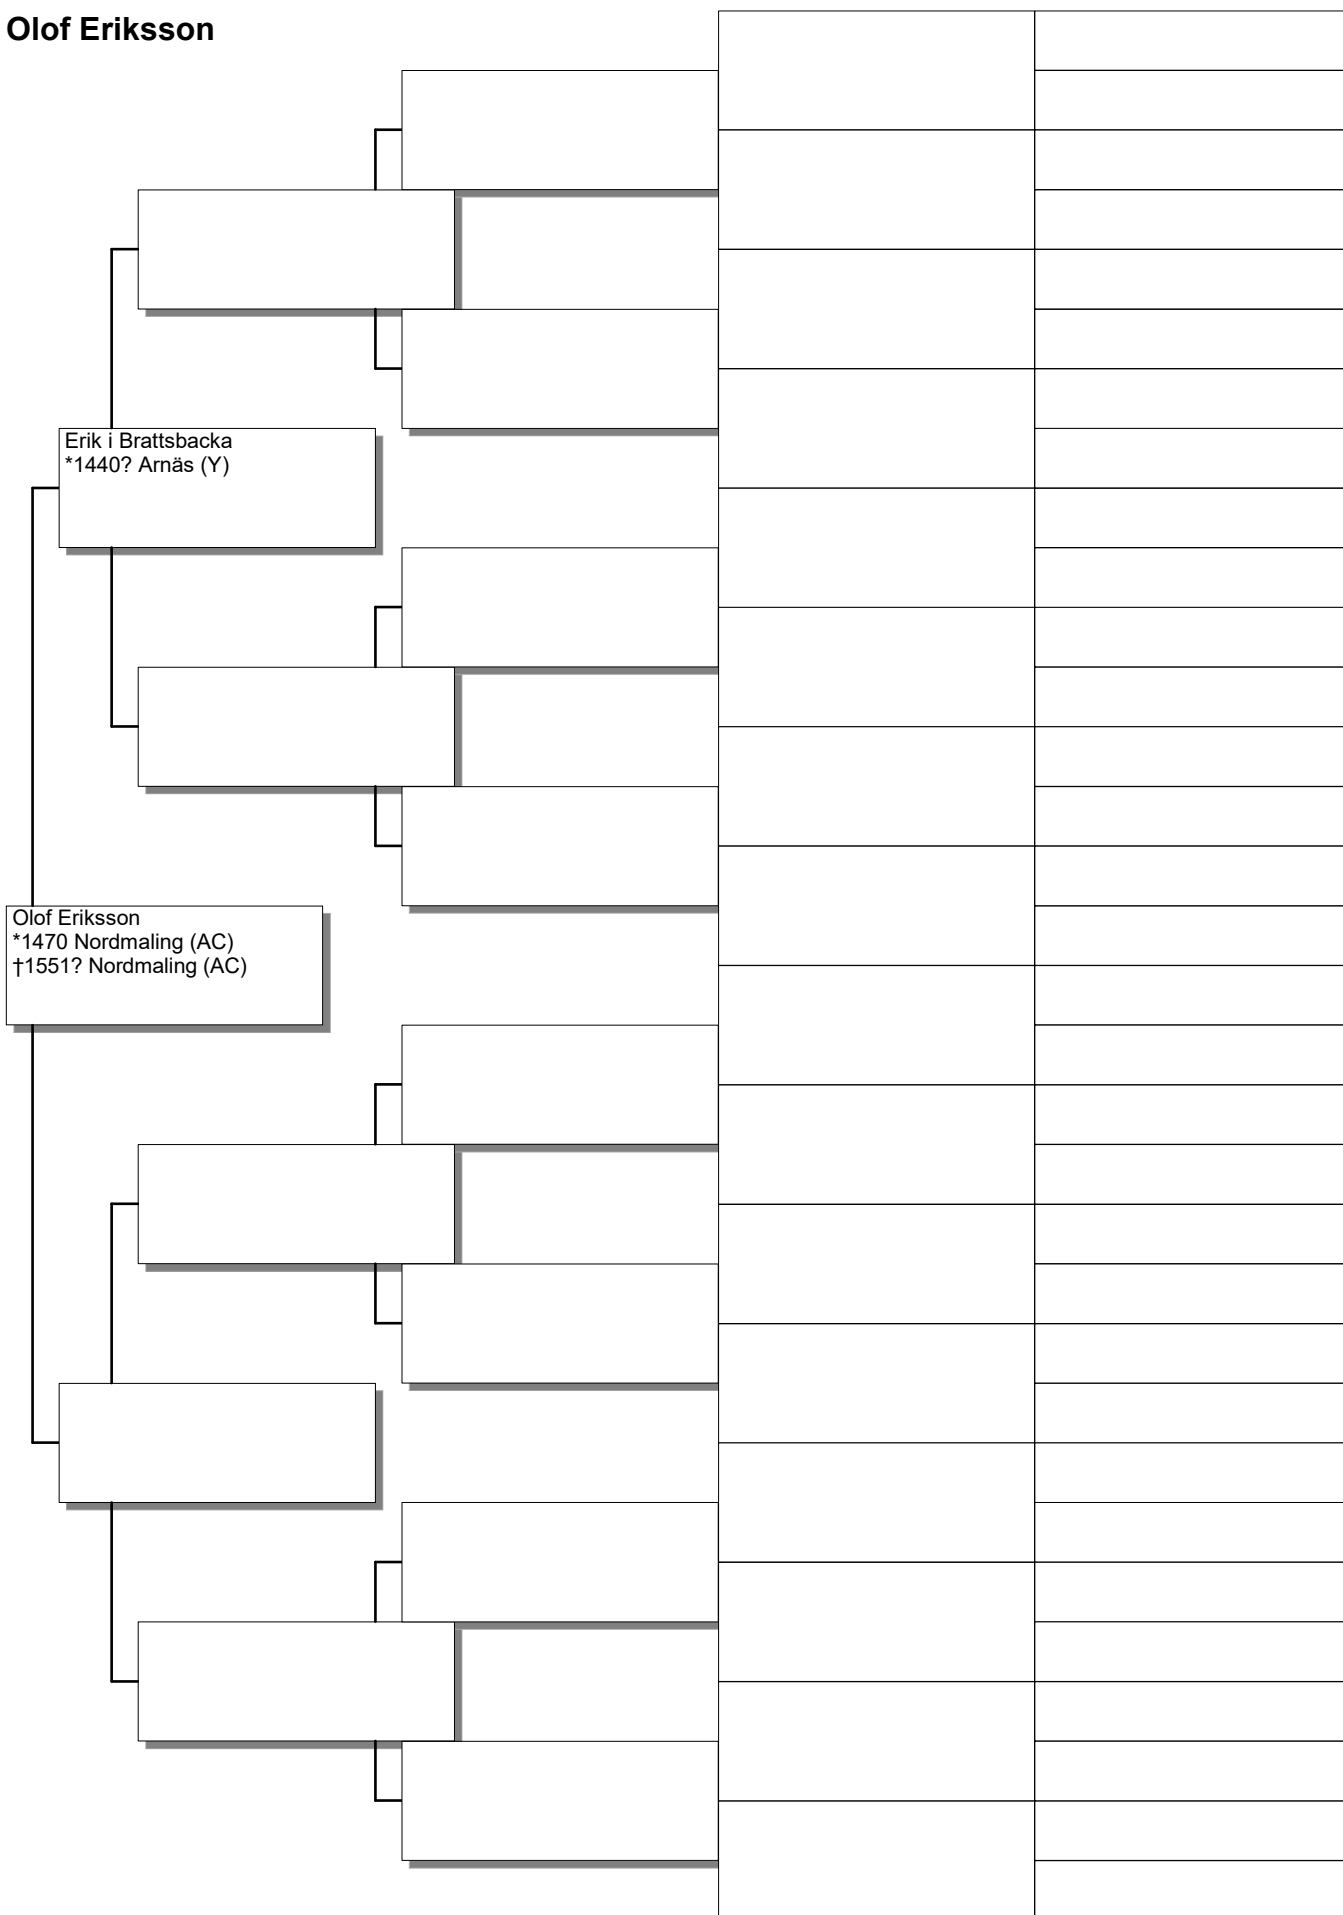 Olof Eriksson
Erik i Brattsbacka
*1440? Arnäs (Y)
Olof Eriksson
*1470 Nordmaling (AC)
†1551? Nordmaling (AC)